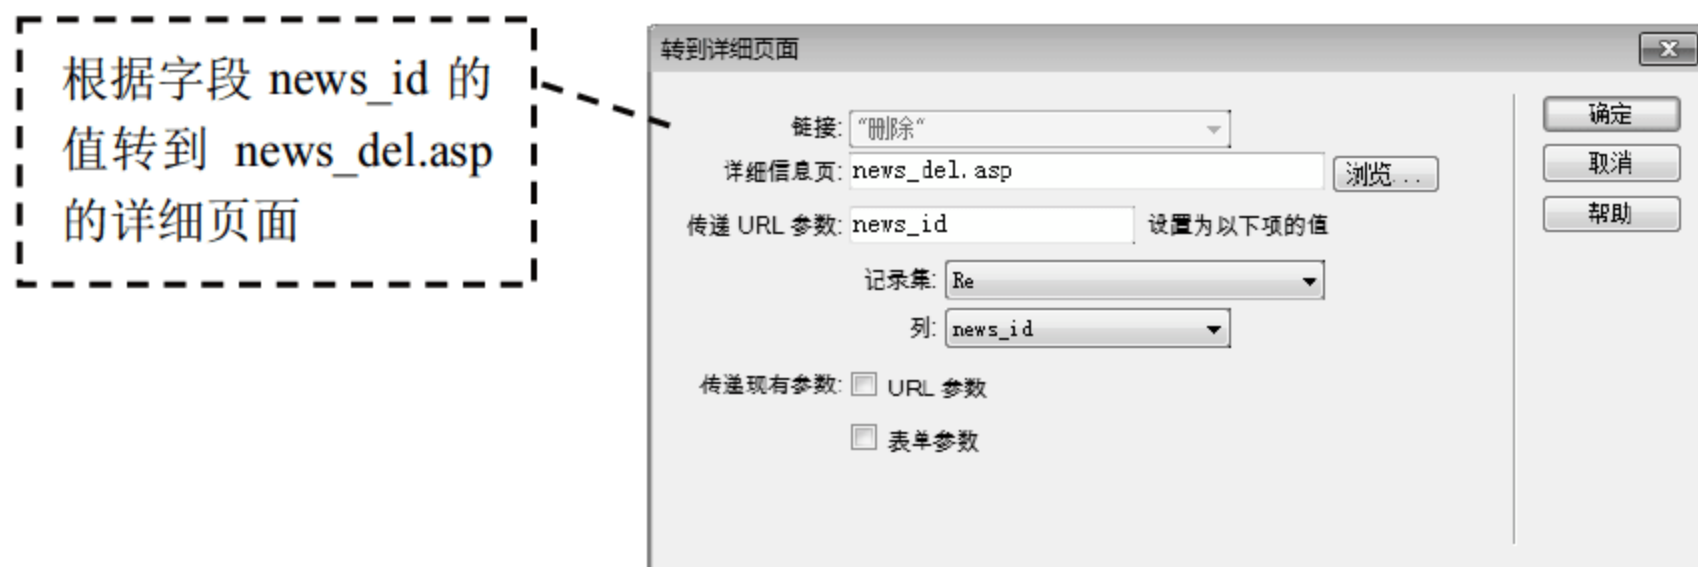 根据字段 news_id 的
值转到 news_del.asp
的详细页面
转到详细页面
链接: "删除"
详细信息页: news_del.asp 浏览...
传递 URL 参数: news_id 设置为以下项的值
记录集: Re
列: news_id
传递现有参数: URL 参数
表单参数
确定
取消
帮助